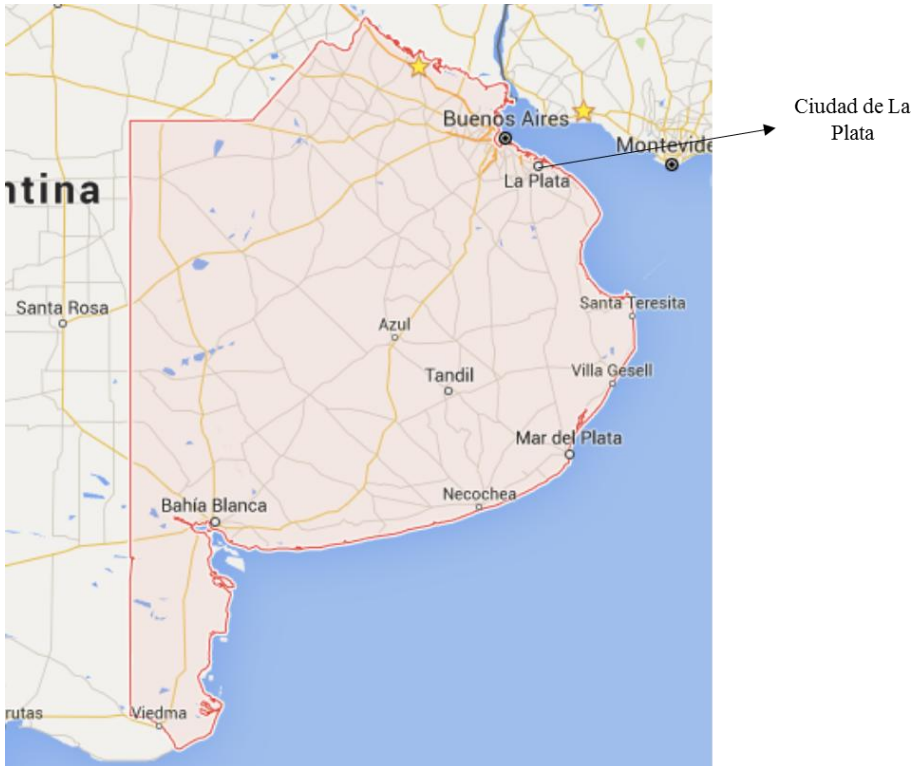 Ciudad de La
Plata
Buenos Aires
Montevide
La Plata
ntina
Santa Teresita
Santa Rosa
Azul
Villa Gesell
Tandil
Mar del Plata
Necochea
Bahía Blanca
rutas
Viedma